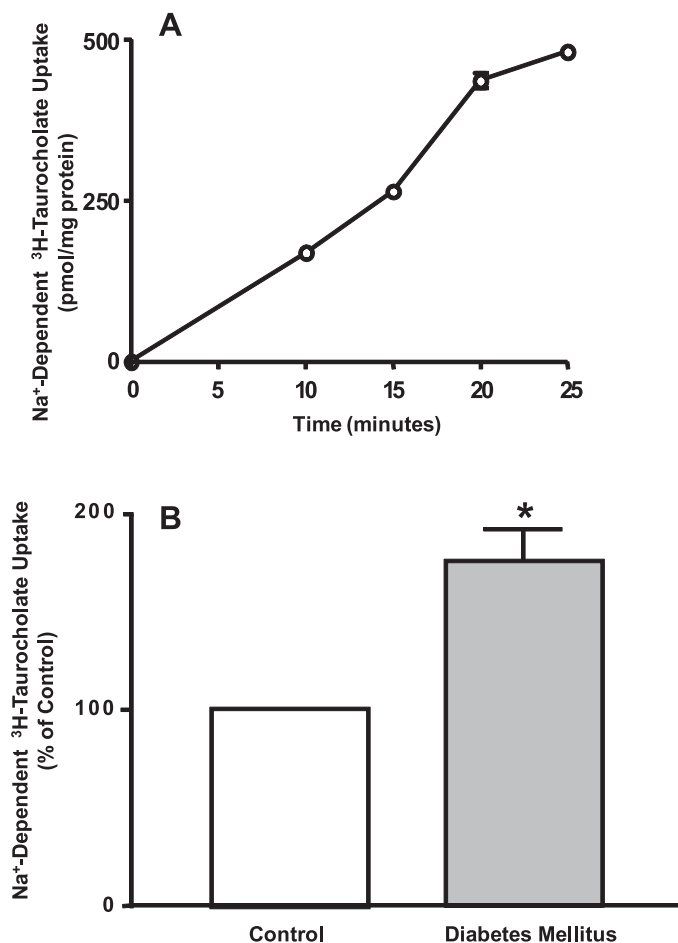 A
Na⁺-Dependent ³H-Taurocholate Uptake
(pmol/mg protein)
500
250
0
0 5 10 15 20 25
Time (minutes)
B
Na⁺-Dependent ³H-Taurocholate Uptake
(% of Control)
200
100
0
*
Control Diabetes Mellitus